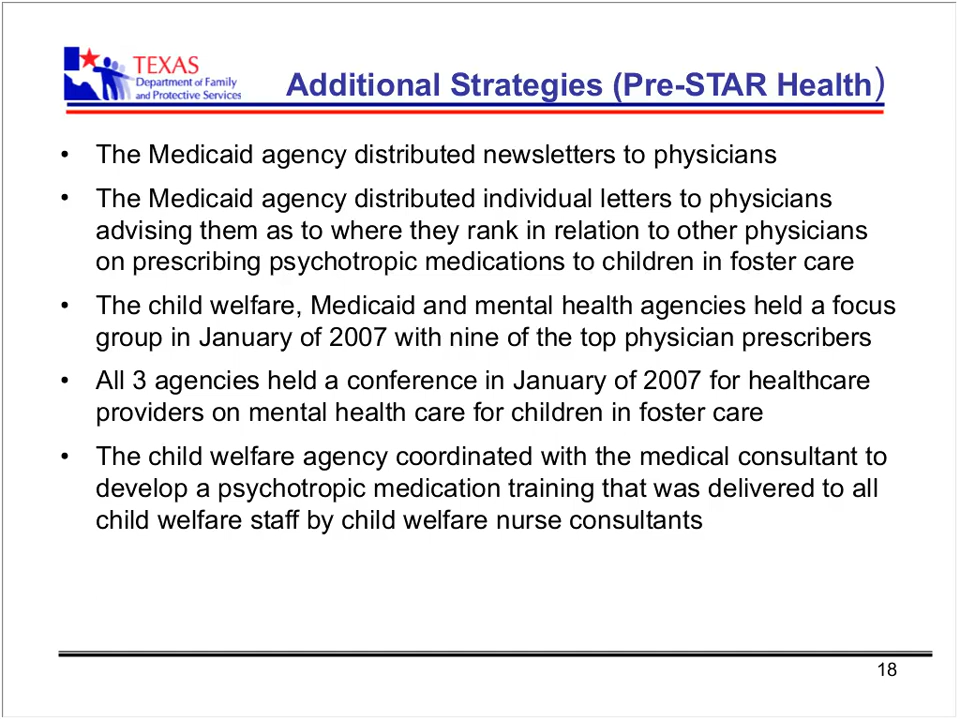 TEXAS
Department of Family
and Protective Services
Additional Strategies (Pre-STAR Health)
• The Medicaid agency distributed newsletters to physicians
• The Medicaid agency distributed individual letters to physicians
advising them as to where they rank in relation to other physicians
on prescribing psychotropic medications to children in foster care
• The child welfare, Medicaid and mental health agencies held a focus
group in January of 2007 with nine of the top physician prescribers
• All 3 agencies held a conference in January of 2007 for healthcare
providers on mental health care for children in foster care
• The child welfare agency coordinated with the medical consultant to
develop a psychotropic medication training that was delivered to all
child welfare staff by child welfare nurse consultants
18